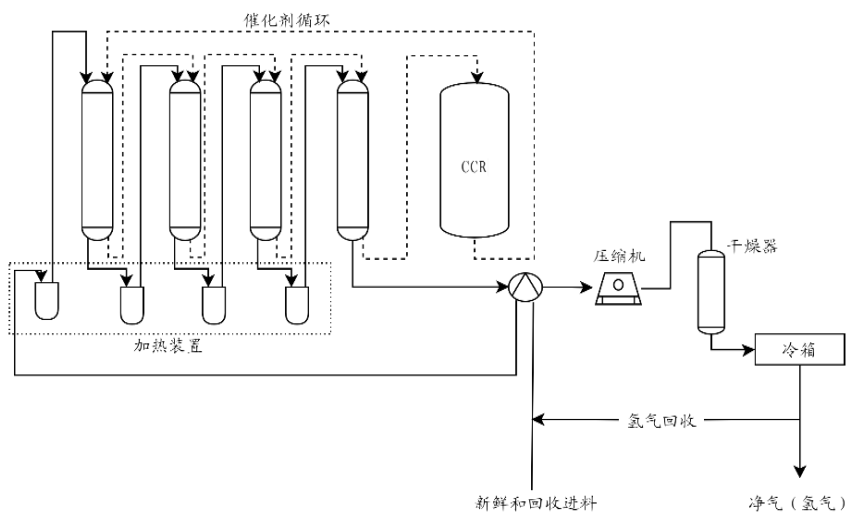 催化剂循环
CCR
压缩机
干燥器
加热装置
冷箱
氢气回收
新鲜和回收进料
净气（氢气）